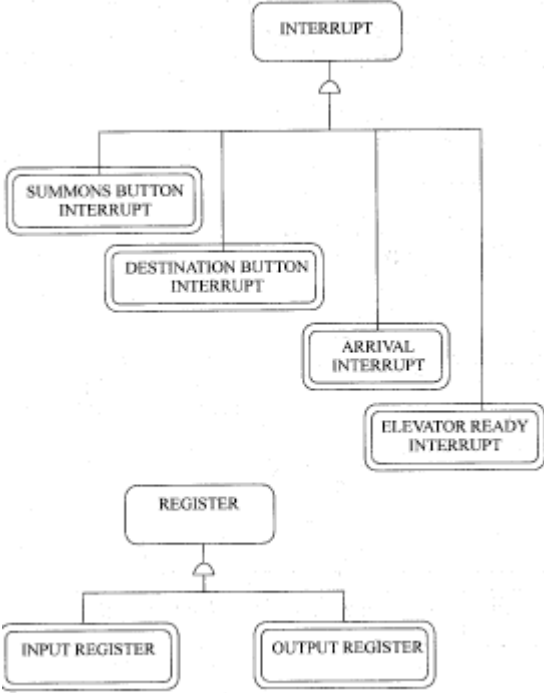 INTERRUPT
SUMMONS BUTTON
INTERRUPT
DESTINATION BUTTON
INTERRUPT
ARRIVAL
INTERRUPT
ELEVATOR READY
INTERRUPT
REGISTER
INPUT REGISTER
OUTPUT REGISTER